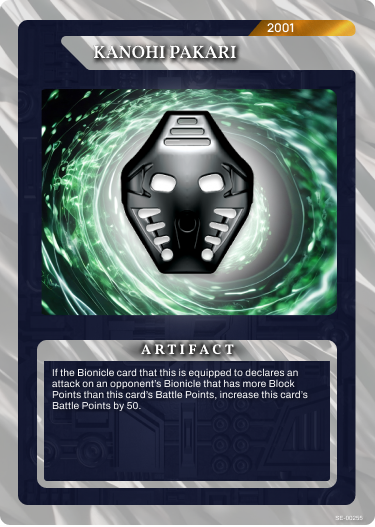 2001
KANOHI PAKARI
ARTIFACT
If the Bionicle card that this is equipped to declares an
attack on an opponent's Bionicle that has more Block
Points than this card's Battle Points, increase this card's
Battle Points by 50.
SE-00255